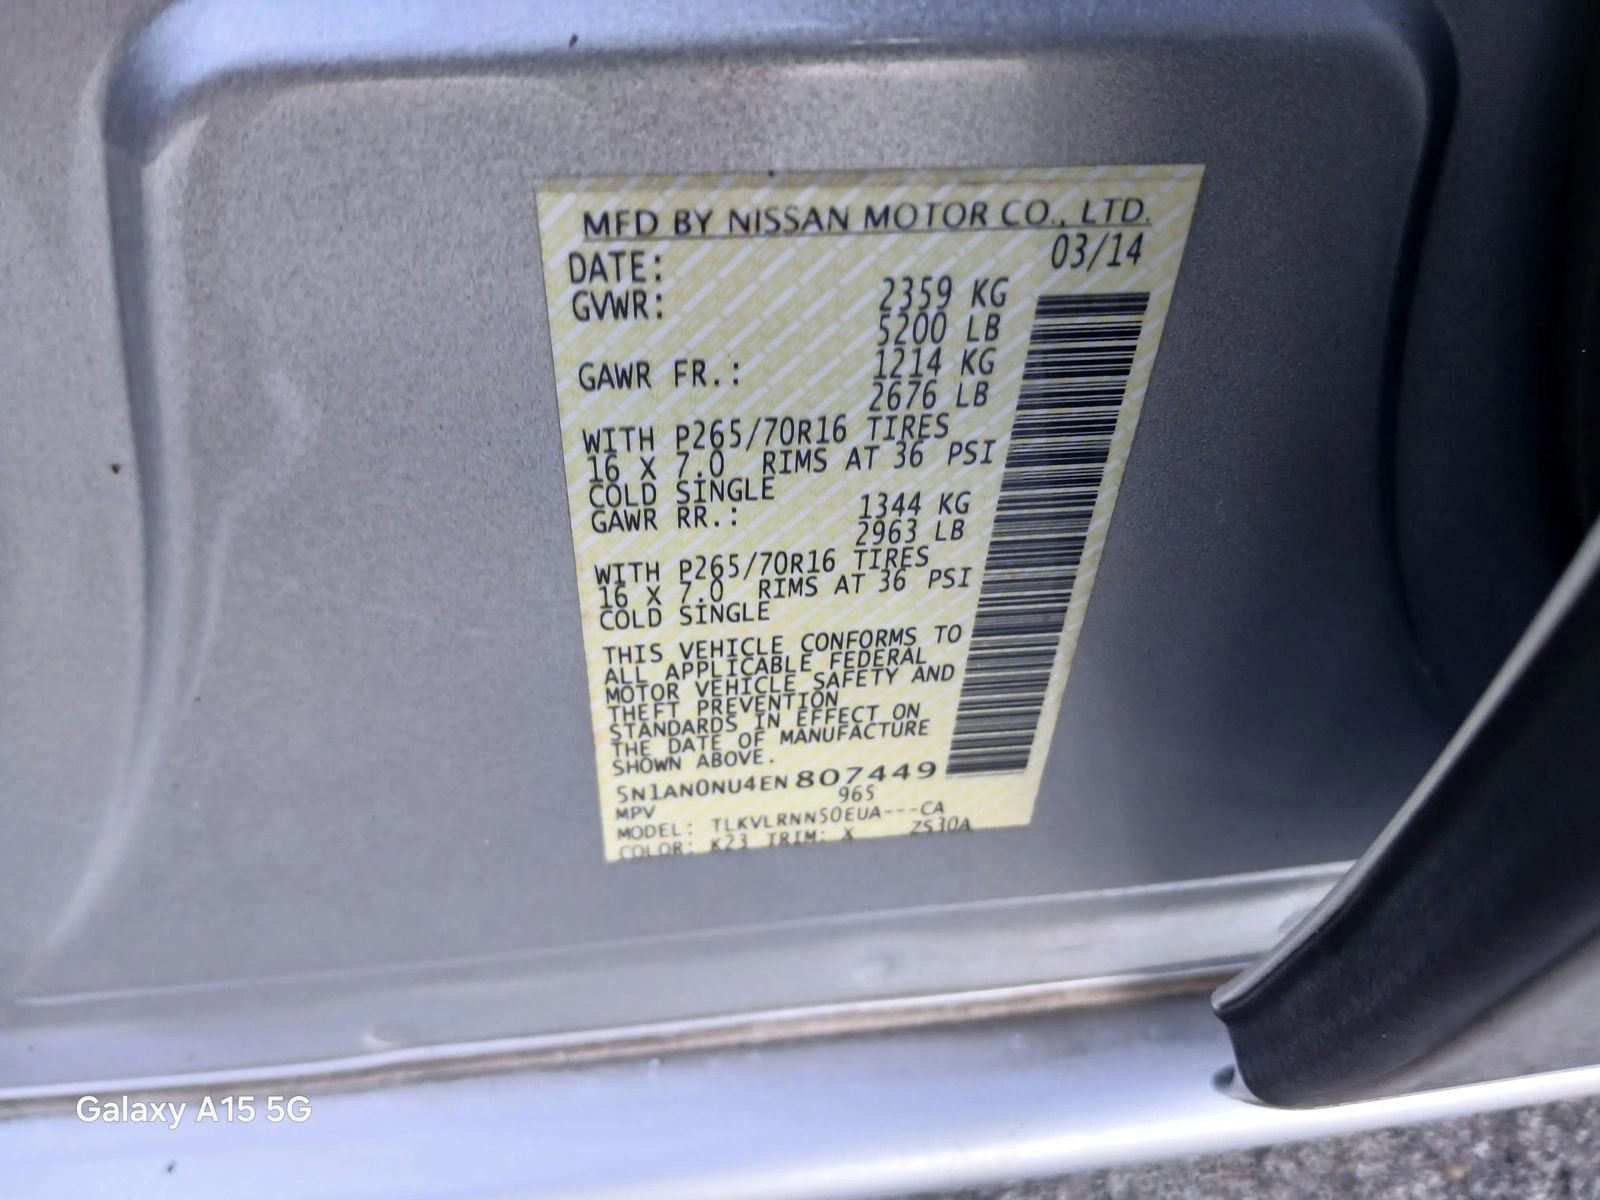 MFD BY NISSAN MOTOR CO., LTD.
DATE: 03/14
GVWR: 2359 KG
5200 LB
GAWR FR.: 1214 KG
2676 LB
WITH P265/70R16 TIRES
16 X 7.0 RIMS AT 36 PSI
COLD SINGLE
GAWR RR.: 1344 KG
2963 LB
WITH P265/70R16 TIRES
16 X 7.0 RIMS AT 36 PSI
COLD SINGLE
THIS VEHICLE CONFORMS TO
ALL APPLICABLE FEDERAL
MOTOR VEHICLE SAFETY AND
THEFT PREVENTION
STANDARDS IN EFFECT ON
THE DATE OF MANUFACTURE
SHOWN ABOVE.
5N1AN0NU4EN807449
MPV 965
MODEL: TLKVLRNN50EUA---CA
COLOR: K23 TRIM: X ZS30A
Galaxy A15 5G